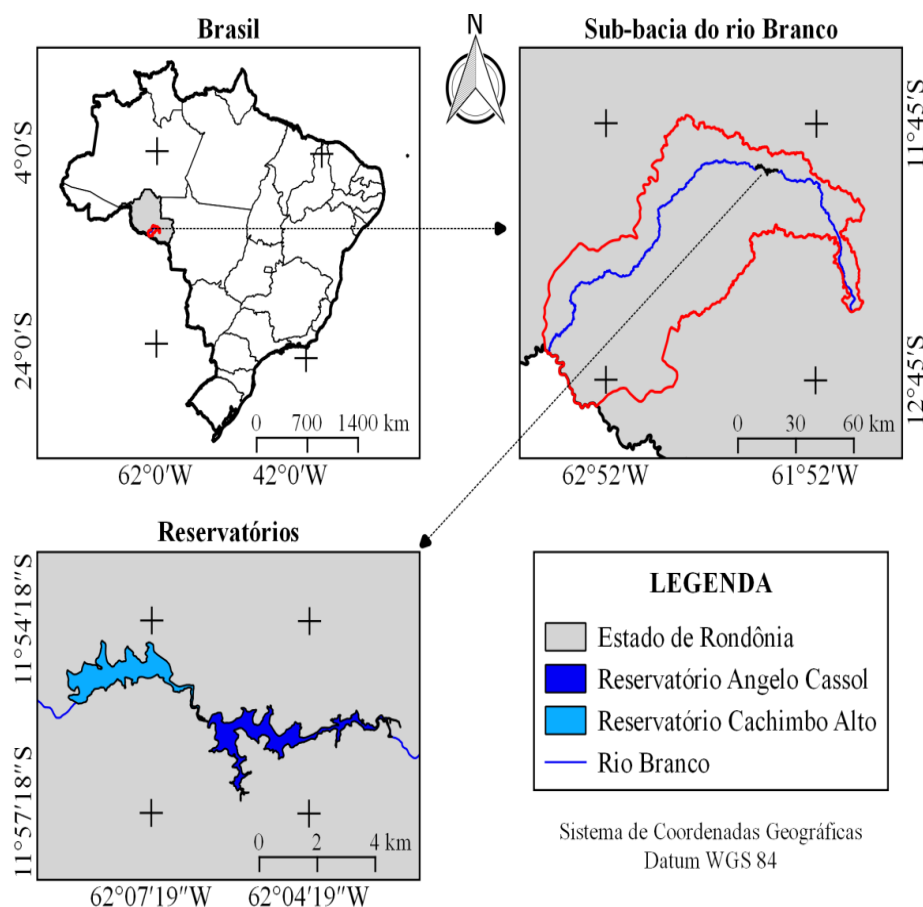 Brasil
N
Sub-bacia do rio Branco
4°0'S
24°0'S
0 700 1400 km
62°0'W 42°0'W
11°45'S
12°45'S
0 30 60 km
62°52'W 61°52'W
Reservatórios
11°54'18"S
11°57'18"S
0 2 4 km
62°07'19"W 62°04'19"W
LEGENDA
Estado de Rondônia
Reservatório Angelo Cassol
Reservatório Cachimbo Alto
Rio Branco
Sistema de Coordenadas Geográficas
Datum WGS 84